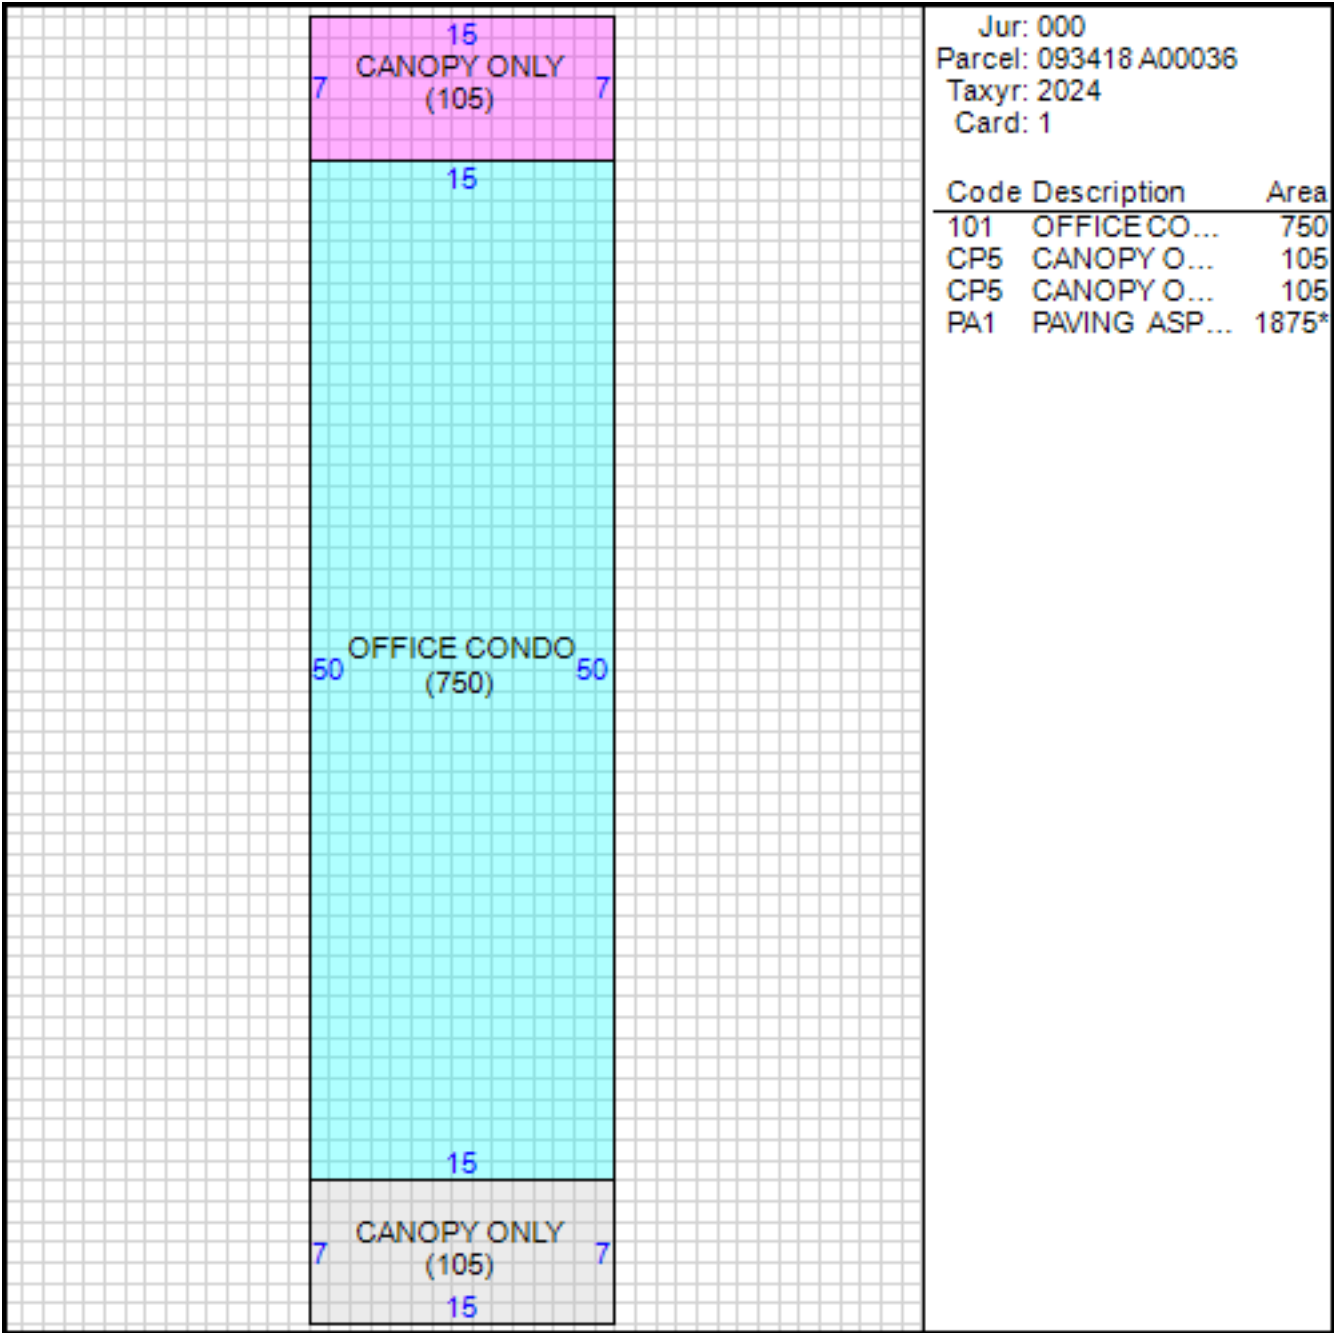 15
CANOPY ONLY
7 7
(105)
15
OFFICE CONDO
50 50
(750)
15
CANOPY ONLY
7 7
(105)
15
Jur: 000
Parcel: 093418 A00036
Taxyr: 2024
Card: 1
Code Description Area
101 OFFICE CO... 750
CP5 CANOPY O... 105
CP5 CANOPY O... 105
PA1 PAVING ASP... 1875*